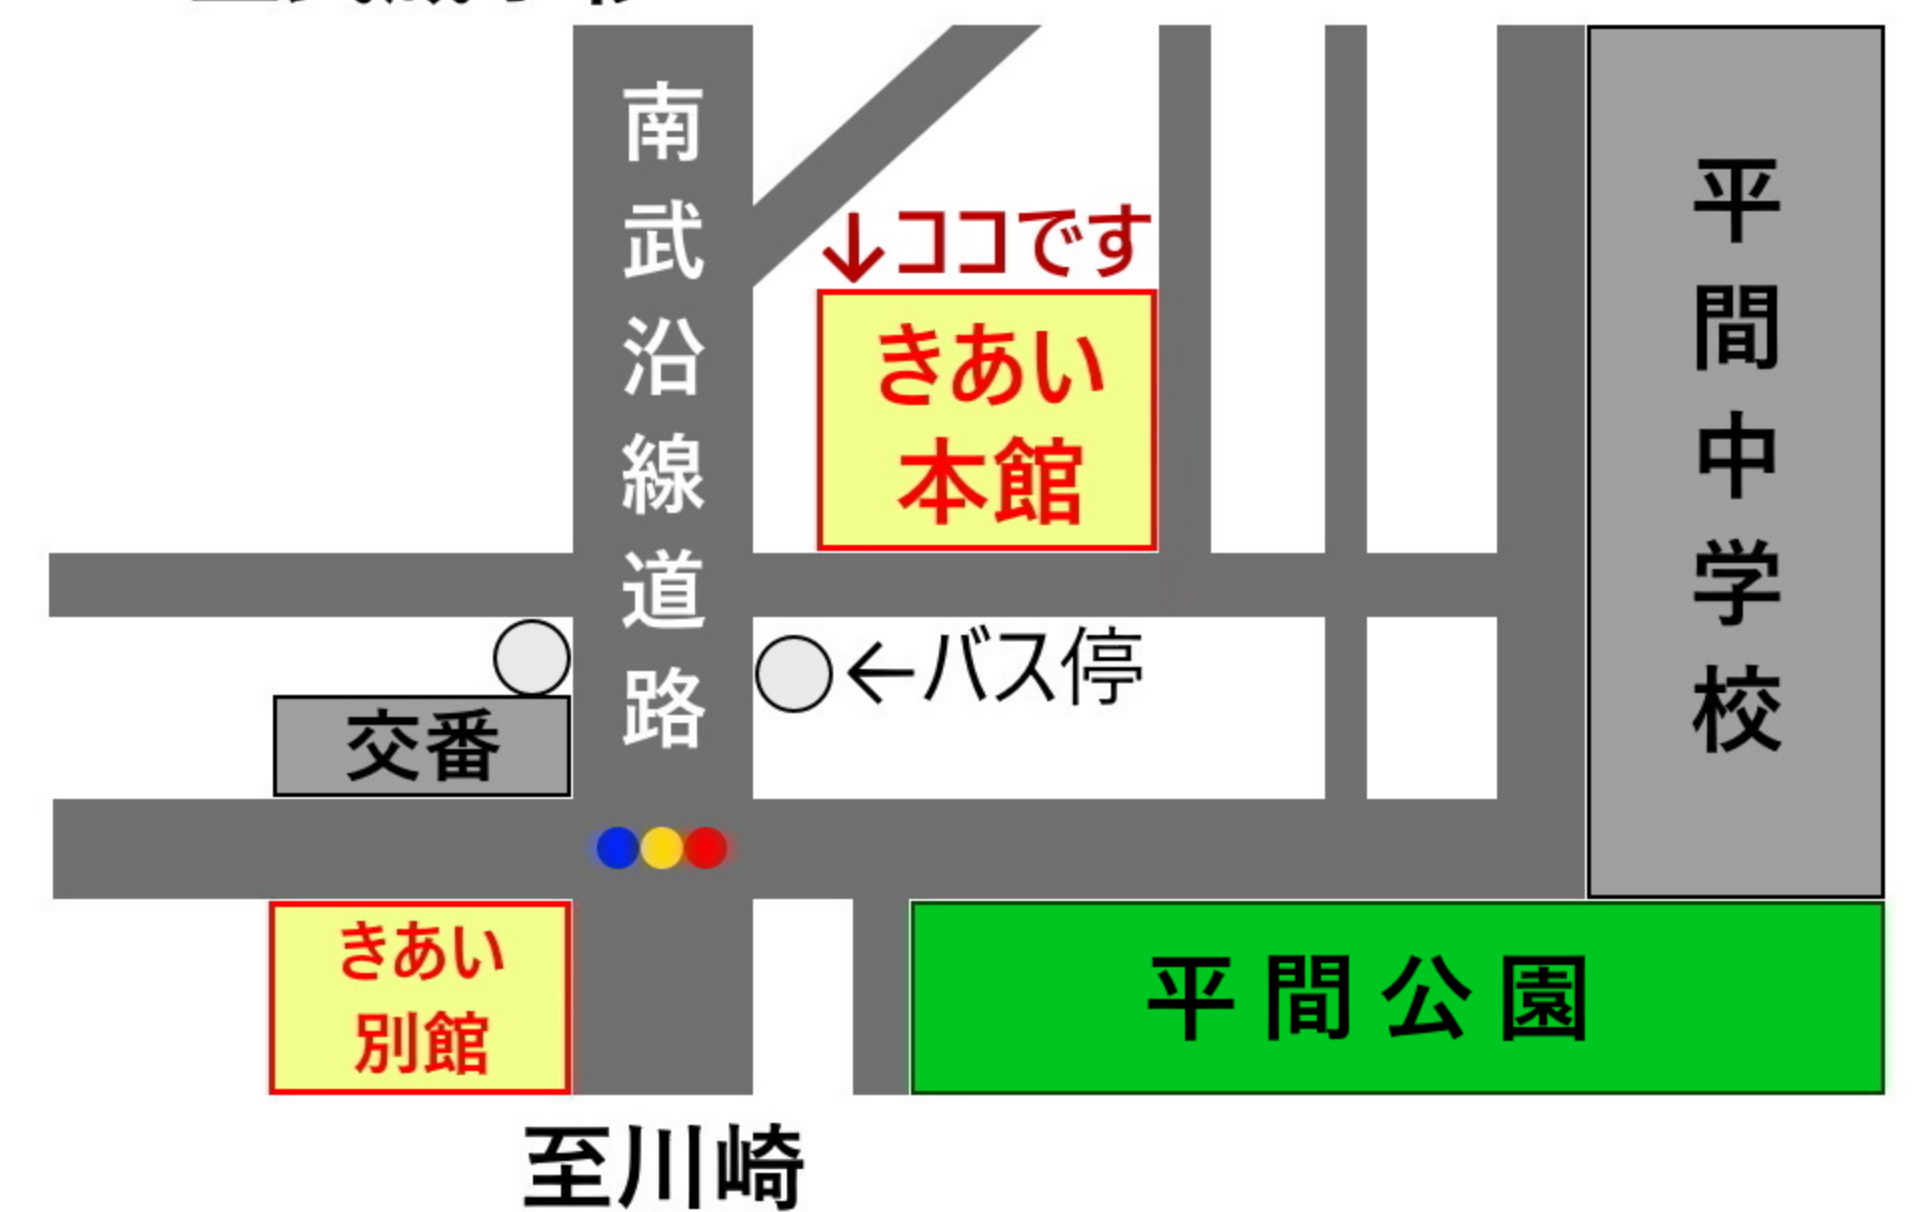 南武沿線道路
↓ココです
きあい
本館
平間中学校
←バス停
交番
きあい
別館
平間公園
至川崎